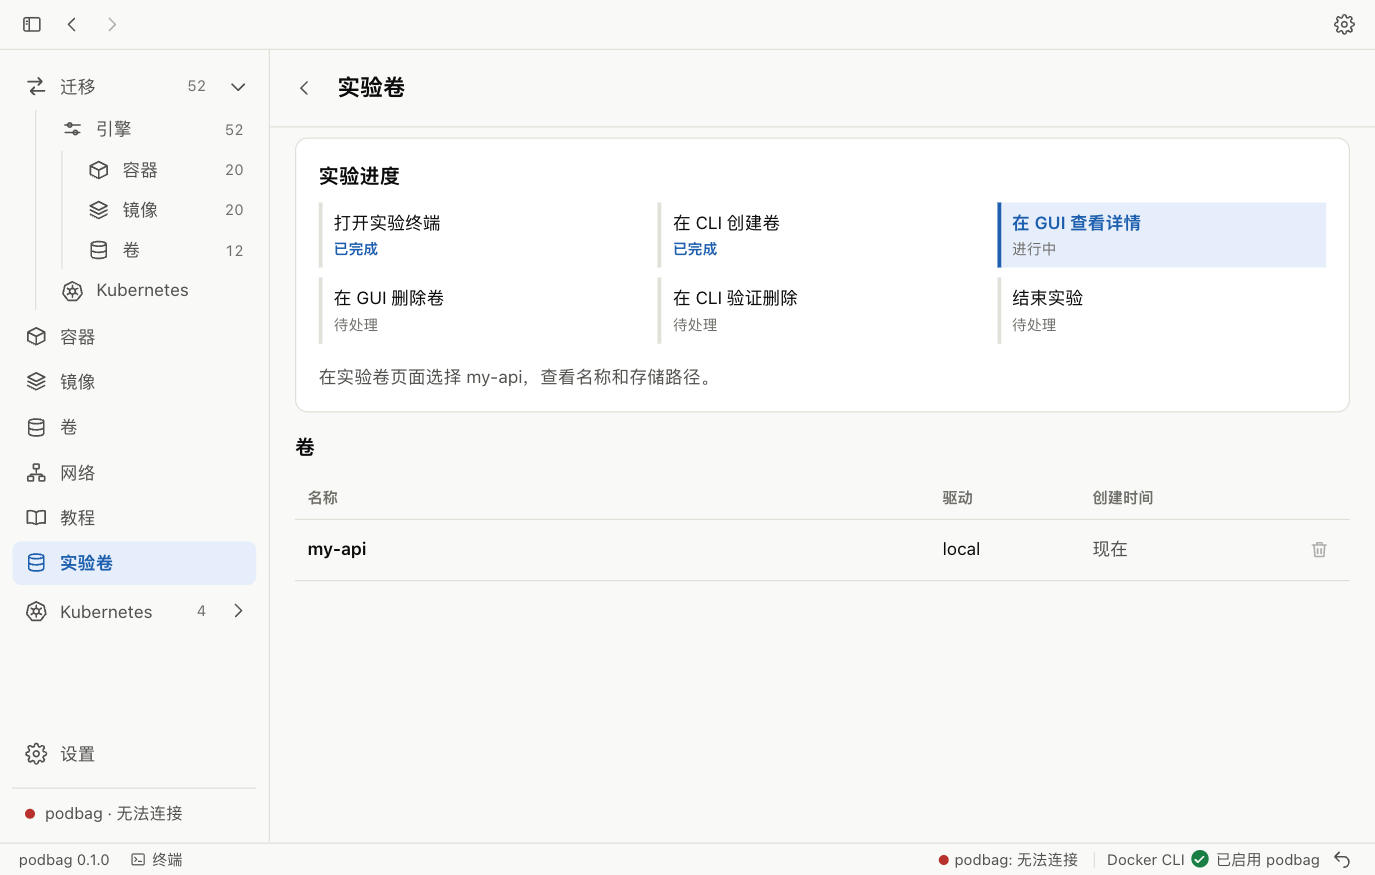 迁移 52
引擎 52
容器 20
镜像 20
卷 12
Kubernetes
容器
镜像
卷
网络
教程
实验卷
Kubernetes 4
设置
podbag · 无法连接
实验卷
实验进度
打开实验终端
已完成
在 CLI 创建卷
已完成
在 GUI 查看详情
进行中
在 GUI 删除卷
待处理
在 CLI 验证删除
待处理
结束实验
待处理
在实验卷页面选择 my-api，查看名称和存储路径。
卷
名称 驱动 创建时间
my-api local 现在
podbag 0.1.0 终端 podbag: 无法连接 Docker CLI 已启用 podbag